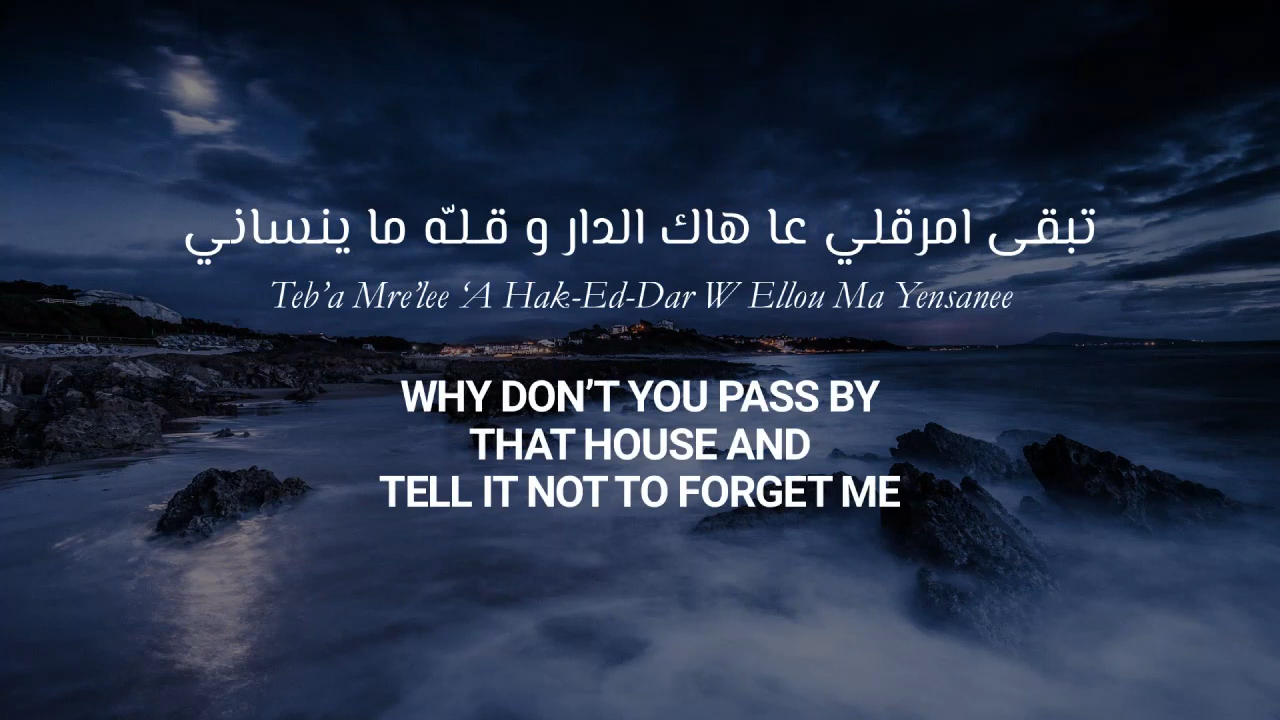 تبقى امرقلي عا هاك الدار و قلّه ما ينساني
Teb’a Mre’lee ‘A Hak-Ed-Dar W Ellou Ma Yensanee
WHY DON’T YOU PASS BY
THAT HOUSE AND
TELL IT NOT TO FORGET ME